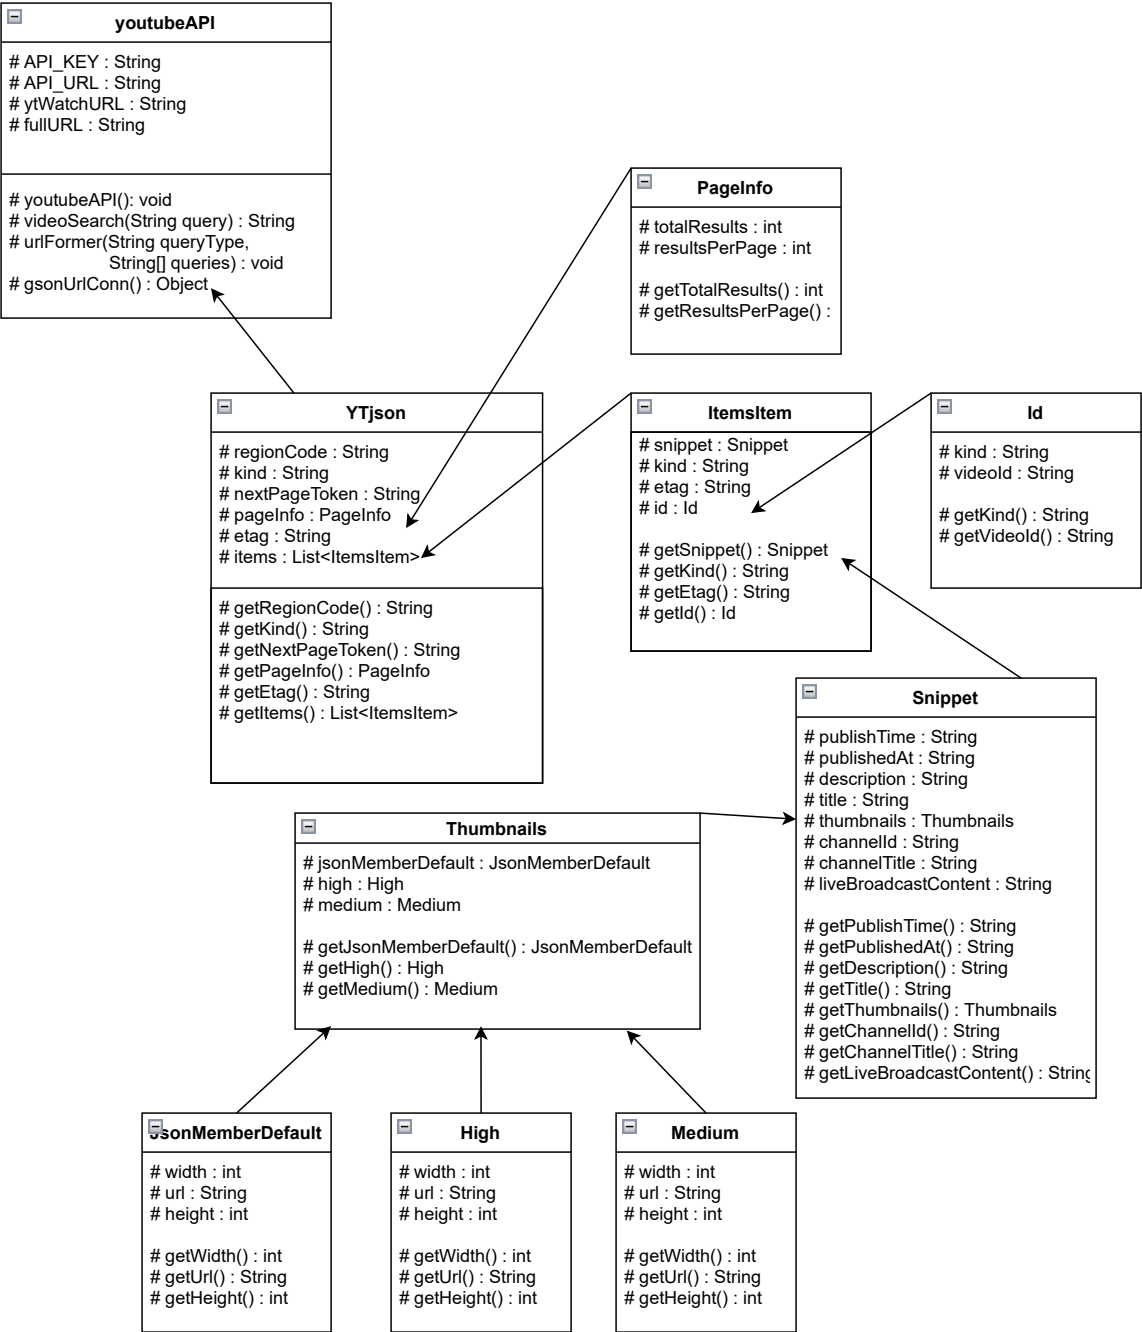 youtubeAPI
# API_KEY : String
# API_URL : String
# ytWatchURL : String
# fullURL : String
# youtubeAPI(): void
# videoSearch(String query) : String
# urlFormer(String queryType,
String[] queries) : void
# gsonUrlConn() : Object
PageInfo
# totalResults : int
# resultsPerPage : int
# getTotalResults() : int
# getResultsPerPage() :
YTjson
# regionCode : String
# kind : String
# nextPageToken : String
# pageInfo : PageInfo
# etag : String
# items : List<ItemsItem>
# getRegionCode() : String
# getKind() : String
# getNextPageToken() : String
# getPageInfo() : PageInfo
# getEtag() : String
# getItems() : List<ItemsItem>
ItemsItem
# snippet : Snippet
# kind : String
# etag : String
# id : Id
# getSnippet() : Snippet
# getKind() : String
# getEtag() : String
# getId() : Id
Id
# kind : String
# videoId : String
# getKind() : String
# getVideoId() : String
Snippet
# publishTime : String
# publishedAt : String
# description : String
# title : String
# thumbnails : Thumbnails
# channelId : String
# channelTitle : String
# liveBroadcastContent : String
# getPublishTime() : String
# getPublishedAt() : String
# getDescription() : String
# getTitle() : String
# getThumbnails() : Thumbnails
# getChannelId() : String
# getChannelTitle() : String
# getLiveBroadcastContent() : String
Thumbnails
# jsonMemberDefault : JsonMemberDefault
# high : High
# medium : Medium
# getJsonMemberDefault() : JsonMemberDefault
# getHigh() : High
# getMedium() : Medium
JsonMemberDefault
# width : int
# url : String
# height : int
# getWidth() : int
# getUrl() : String
# getHeight() : int
High
# width : int
# url : String
# height : int
# getWidth() : int
# getUrl() : String
# getHeight() : int
Medium
# width : int
# url : String
# height : int
# getWidth() : int
# getUrl() : String
# getHeight() : int